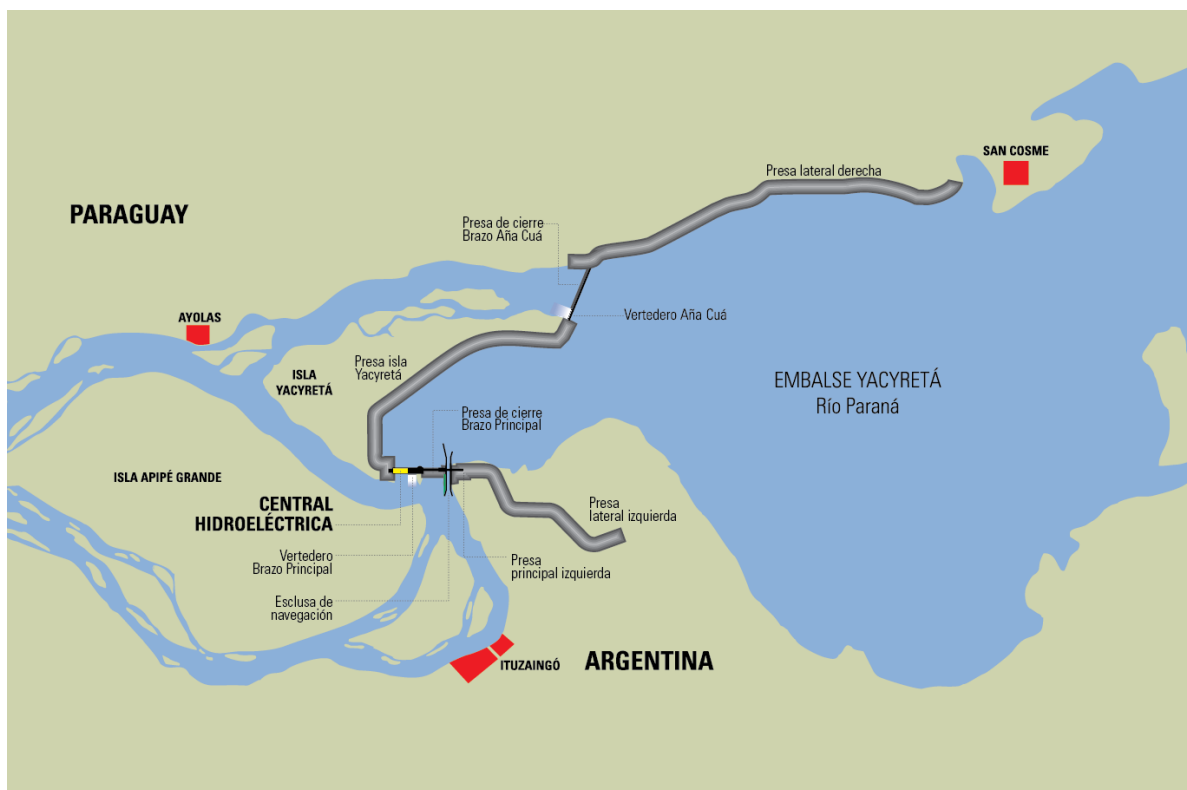 SAN COSME
Presa lateral derecha
PARAGUAY
Presa de cierre
Brazo Aña Cuá
AYOLAS
Vertedero Aña Cuá
Presa isla
Yacyretá
ISLA
YACYRETÁ
EMBALSE YACYRETÁ
Río Paraná
Presa de cierre
Brazo Principal
ISLA APIPÉ GRANDE
CENTRAL
HIDROELÉCTRICA
Presa
lateral izquierda
Vertedero
Brazo Principal
Presa
principal izquierda
Esclusa de
navegación
ITUZAINGÓ
ARGENTINA